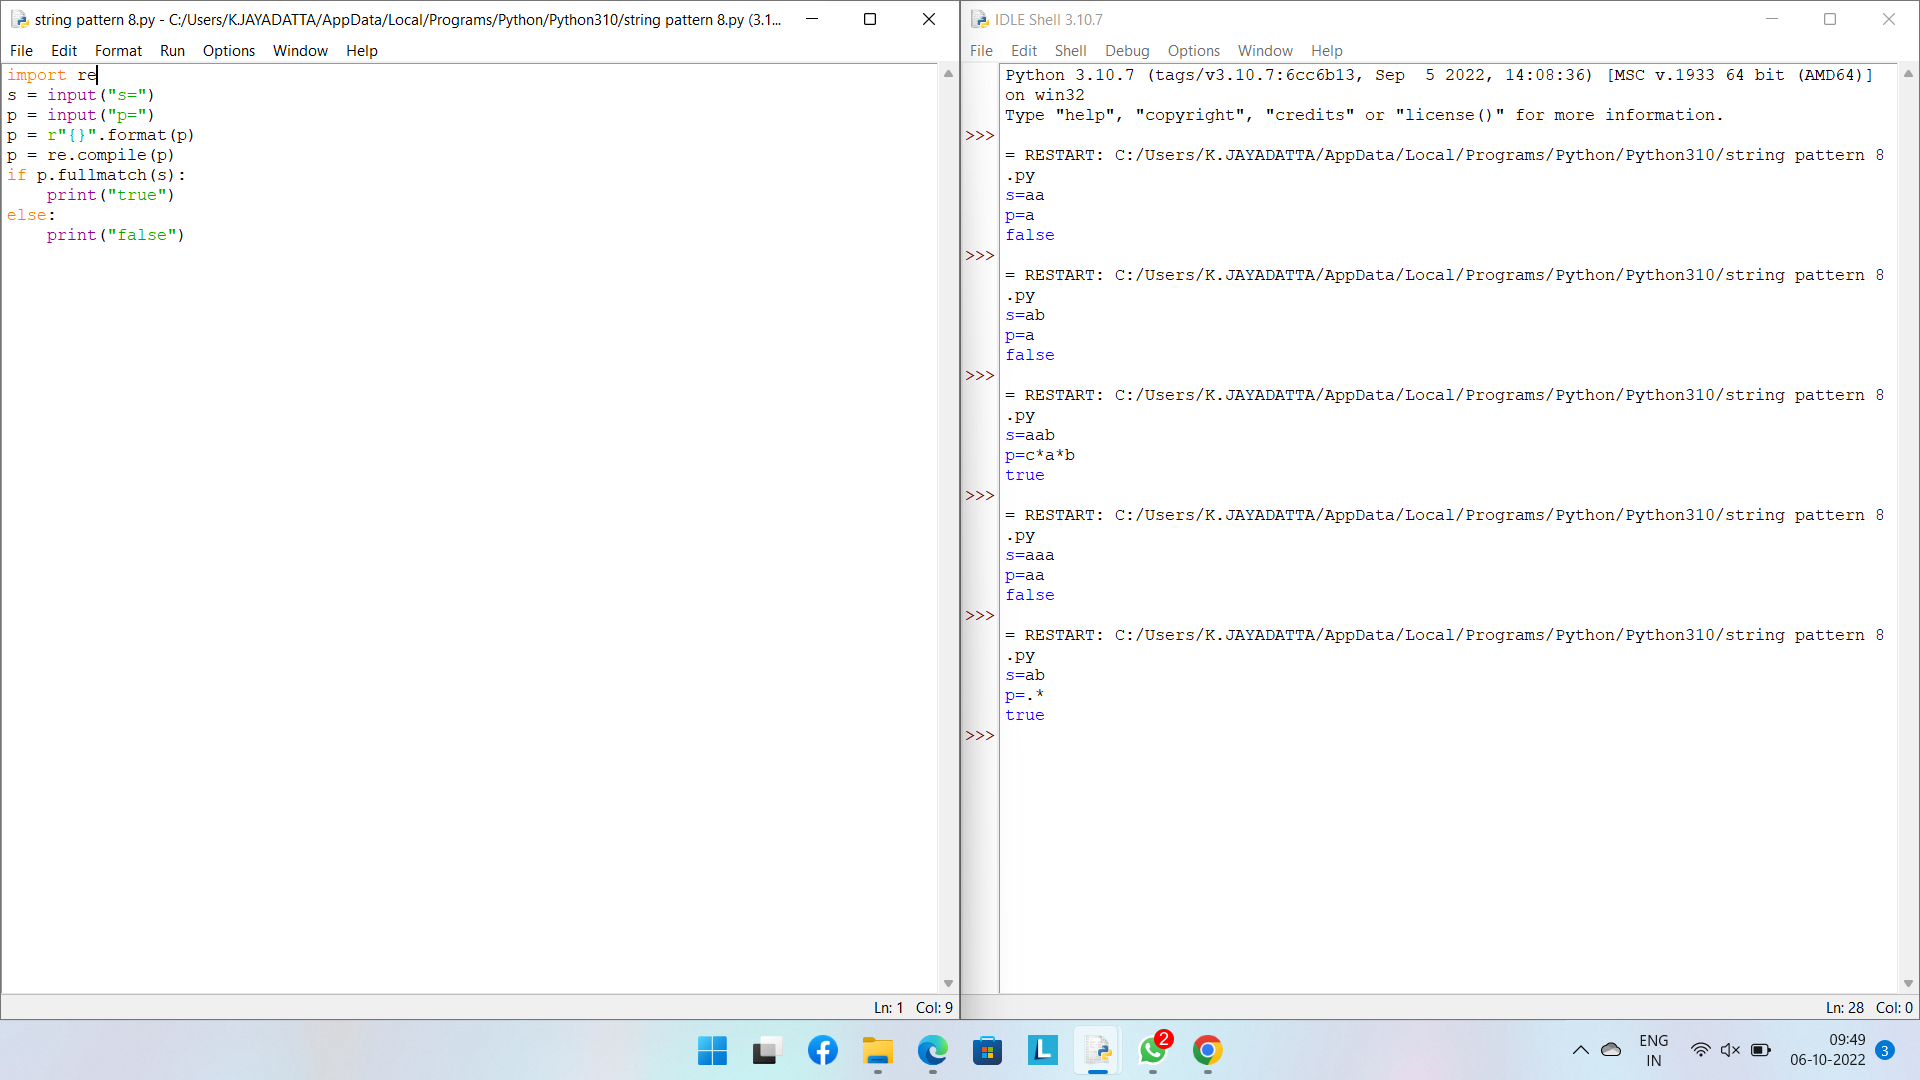 string pattern 8.py - C:/Users/K.JAYADATTA/AppData/Local/Programs/Python/Python310/string pattern 8.py (3.1...
File Edit Format Run Options Window Help
import re
s = input("s=")
p = input("p=")
p = r"{}".format(p)
p = re.compile(p)
if p.fullmatch(s):
    print("true")
else:
    print("false")
Ln: 1 Col: 9
IDLE Shell 3.10.7
File Edit Shell Debug Options Window Help
Python 3.10.7 (tags/v3.10.7:6cc6b13, Sep  5 2022, 14:08:36) [MSC v.1933 64 bit (AMD64)]
on win32
Type "help", "copyright", "credits" or "license()" for more information.
>>>
= RESTART: C:/Users/K.JAYADATTA/AppData/Local/Programs/Python/Python310/string pattern 8
.py
s=aa
p=a
false
>>>
= RESTART: C:/Users/K.JAYADATTA/AppData/Local/Programs/Python/Python310/string pattern 8
.py
s=ab
p=a
false
>>>
= RESTART: C:/Users/K.JAYADATTA/AppData/Local/Programs/Python/Python310/string pattern 8
.py
s=aab
p=c*a*b
true
>>>
= RESTART: C:/Users/K.JAYADATTA/AppData/Local/Programs/Python/Python310/string pattern 8
.py
s=aaa
p=aa
false
>>>
= RESTART: C:/Users/K.JAYADATTA/AppData/Local/Programs/Python/Python310/string pattern 8
.py
s=ab
p=.*
true
>>>
Ln: 28 Col: 0
L
2
ENG
IN
09:49
06-10-2022
3